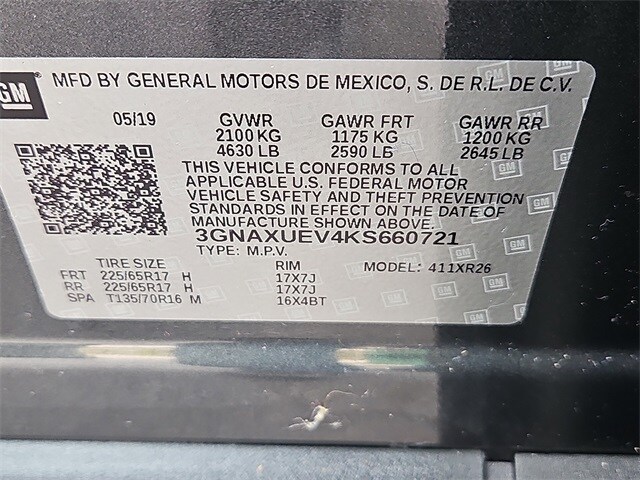 GM
MFD BY GENERAL MOTORS DE MEXICO, S. DE R.L. DE C.V.
05/19 GVWR GAWR FRT GAWR RR
2100 KG 1175 KG 1200 KG
4630 LB 2590 LB 2645 LB
THIS VEHICLE CONFORMS TO ALL
APPLICABLE U.S. FEDERAL MOTOR
VEHICLE SAFETY AND THEFT PREVENTION
STANDARDS IN EFFECT ON THE DATE OF
MANUFACTURE SHOWN ABOVE.
3GNAXUEV4KS660721
TYPE: M.P.V. MODEL: 411XR26
TIRE SIZE RIM
FRT 225/65R17 H 17X7J
RR 225/65R17 H 17X7J
SPA T135/70R16 M 16X4BT